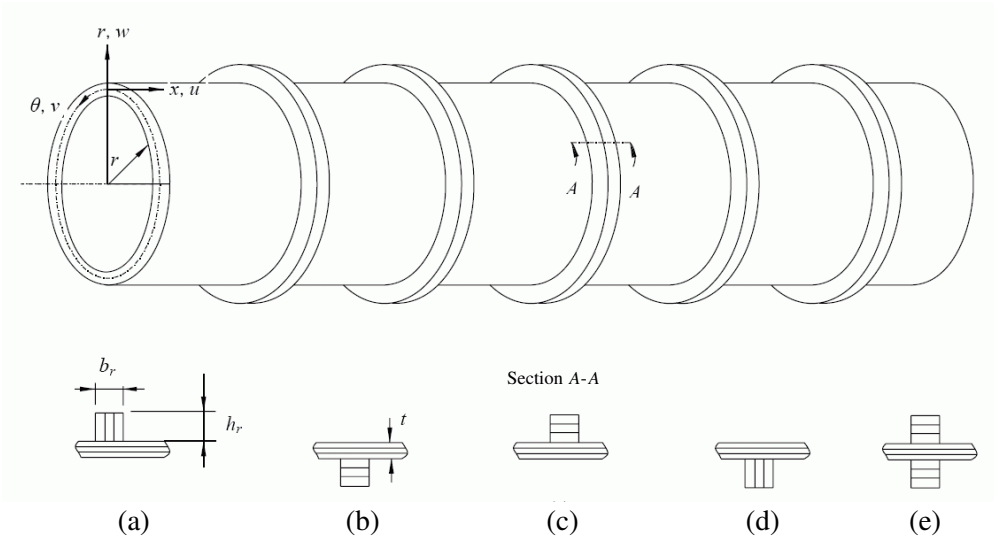 r, w
x, u
θ, v
r
A
A
Section A-A
b_r
h_r
t
(a)
(b)
(c)
(d)
(e)